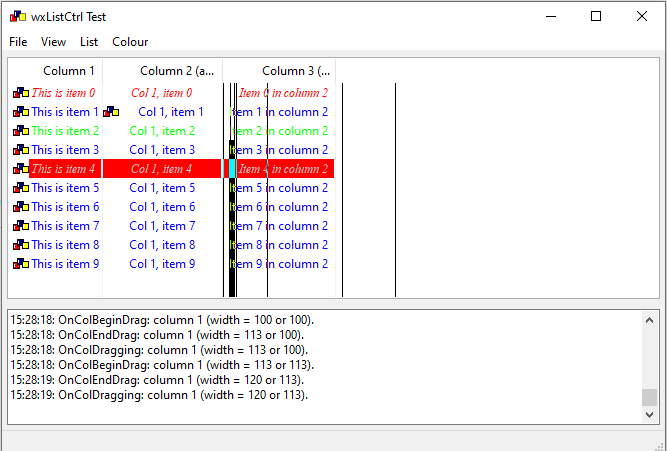 wxListCtrl Test
File View List Colour
Column 1 Column 2 (a... Column 3 (...
This is item 0 Col 1, item 0 Item 0 in column 2
This is item 1 Col 1, item 1 Item 1 in column 2
This is item 2 Col 1, item 2 Item 2 in column 2
This is item 3 Col 1, item 3 Item 3 in column 2
This is item 4 Col 1, item 4 Item 4 in column 2
This is item 5 Col 1, item 5 Item 5 in column 2
This is item 6 Col 1, item 6 Item 6 in column 2
This is item 7 Col 1, item 7 Item 7 in column 2
This is item 8 Col 1, item 8 Item 8 in column 2
This is item 9 Col 1, item 9 Item 9 in column 2
15:28:18: OnColBeginDrag: column 1 (width = 100 or 100).
15:28:18: OnColEndDrag: column 1 (width = 113 or 100).
15:28:18: OnColDragging: column 1 (width = 113 or 100).
15:28:18: OnColBeginDrag: column 1 (width = 113 or 113).
15:28:19: OnColEndDrag: column 1 (width = 120 or 113).
15:28:19: OnColDragging: column 1 (width = 120 or 113).